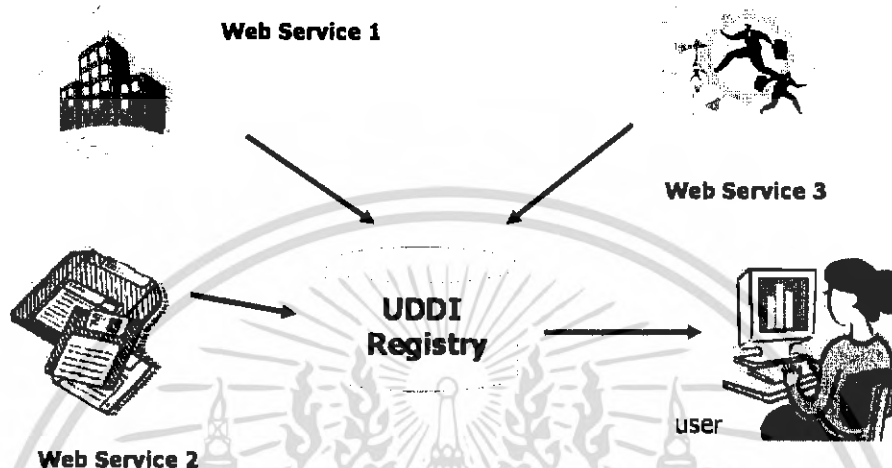 Web Service 1
Web Service 3
UDDI
Registry
user
Web Service 2